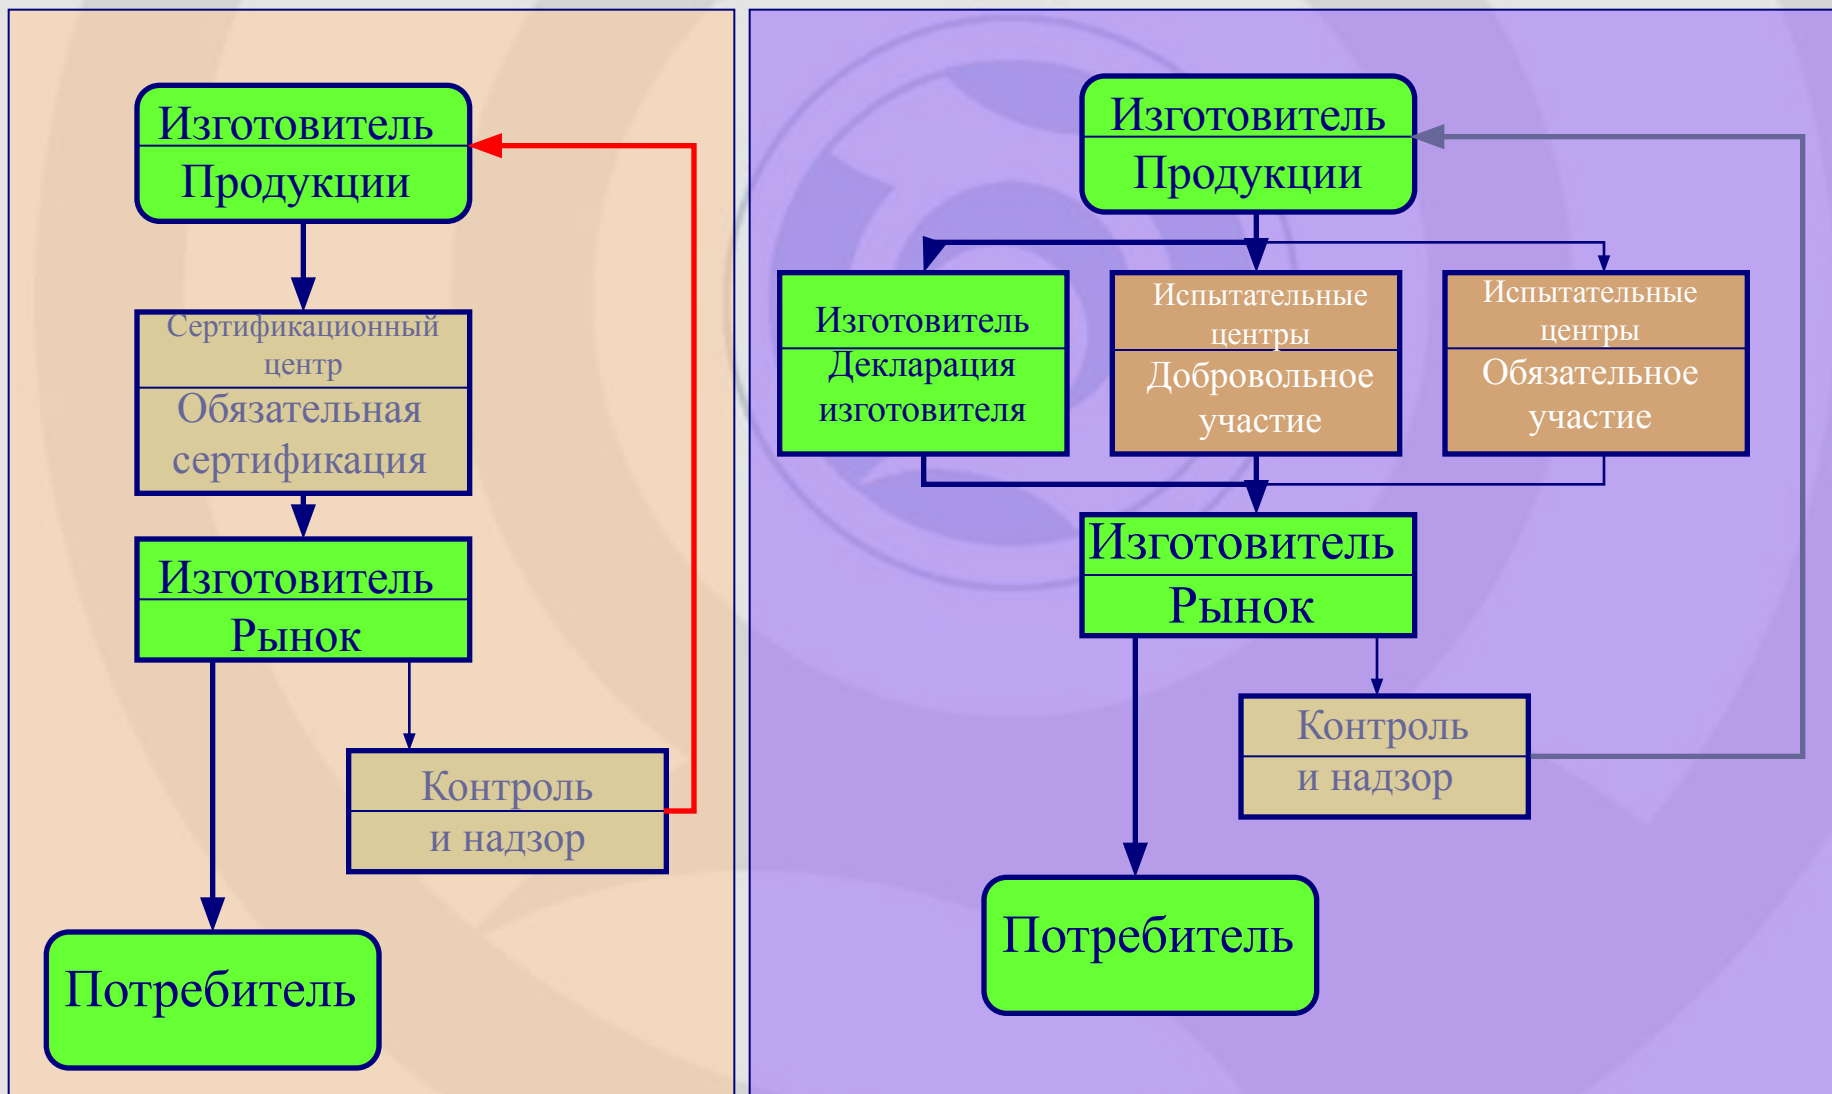 Изготовитель
Продукции
Сертификационный
центр
Обязательная
сертификация
Изготовитель
Рынок
Контроль
и надзор
Потребитель
Изготовитель
Продукции
Изготовитель
Декларация
изготовителя
Испытательные
центры
Добровольное
участие
Испытательные
центры
Обязательное
участие
Изготовитель
Рынок
Контроль
и надзор
Потребитель